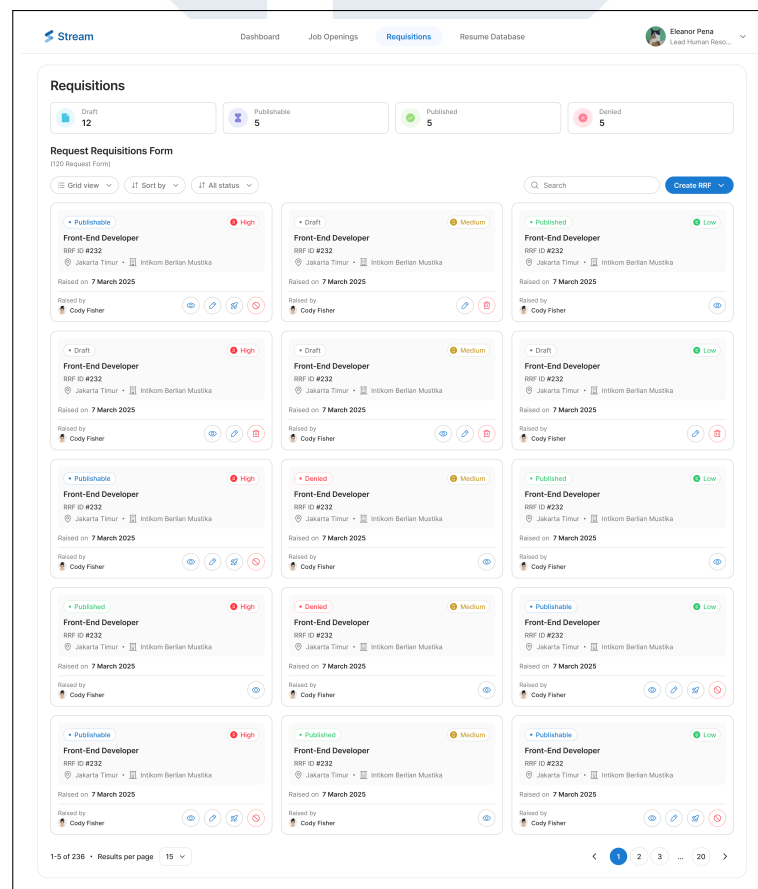 Stream
Dashboard Job Openings Requisitions Resume Database
Eleanor Pena
Lead Human Reso...
Requisitions
Draft
12
Publishable
5
Published
5
Denied
5
Request Requisitions Form
(120 Request Form)
Grid view Sort by All status Search Create RRF
• Publishable High
Front-End Developer
RRF ID #232
Jakarta Timur • Intikom Berlian Mustika
Raised on 7 March 2025
Raised by
Cody Fisher
• Draft Medium
Front-End Developer
RRF ID #232
Jakarta Timur • Intikom Berlian Mustika
Raised on 7 March 2025
Raised by
Cody Fisher
• Published Low
Front-End Developer
RRF ID #232
Jakarta Timur • Intikom Berlian Mustika
Raised on 7 March 2025
Raised by
Cody Fisher
• Draft High
Front-End Developer
RRF ID #232
Jakarta Timur • Intikom Berlian Mustika
Raised on 7 March 2025
Raised by
Cody Fisher
• Draft Medium
Front-End Developer
RRF ID #232
Jakarta Timur • Intikom Berlian Mustika
Raised on 7 March 2025
Raised by
Cody Fisher
• Draft Low
Front-End Developer
RRF ID #232
Jakarta Timur • Intikom Berlian Mustika
Raised on 7 March 2025
Raised by
Cody Fisher
• Publishable High
Front-End Developer
RRF ID #232
Jakarta Timur • Intikom Berlian Mustika
Raised on 7 March 2025
Raised by
Cody Fisher
• Denied Medium
Front-End Developer
RRF ID #232
Jakarta Timur • Intikom Berlian Mustika
Raised on 7 March 2025
Raised by
Cody Fisher
• Published Low
Front-End Developer
RRF ID #232
Jakarta Timur • Intikom Berlian Mustika
Raised on 7 March 2025
Raised by
Cody Fisher
• Published High
Front-End Developer
RRF ID #232
Jakarta Timur • Intikom Berlian Mustika
Raised on 7 March 2025
Raised by
Cody Fisher
• Denied Medium
Front-End Developer
RRF ID #232
Jakarta Timur • Intikom Berlian Mustika
Raised on 7 March 2025
Raised by
Cody Fisher
• Publishable Low
Front-End Developer
RRF ID #232
Jakarta Timur • Intikom Berlian Mustika
Raised on 7 March 2025
Raised by
Cody Fisher
• Publishable High
Front-End Developer
RRF ID #232
Jakarta Timur • Intikom Berlian Mustika
Raised on 7 March 2025
Raised by
Cody Fisher
• Published Medium
Front-End Developer
RRF ID #232
Jakarta Timur • Intikom Berlian Mustika
Raised on 7 March 2025
Raised by
Cody Fisher
• Publishable Low
Front-End Developer
RRF ID #232
Jakarta Timur • Intikom Berlian Mustika
Raised on 7 March 2025
Raised by
Cody Fisher
1-5 of 236 • Results per page 15 1 2 3 ... 20